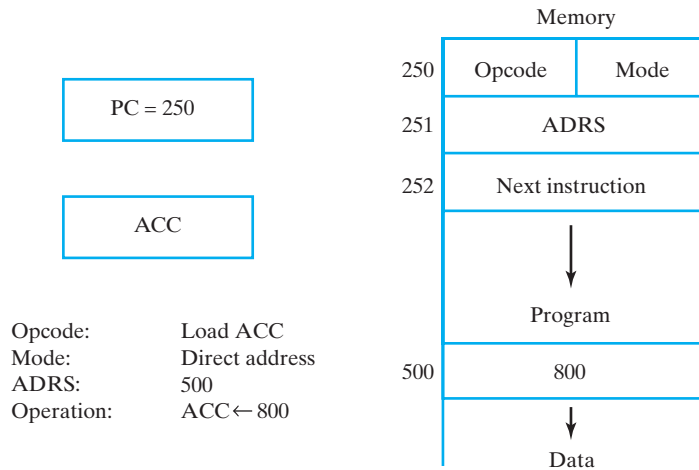 Memory
250 Opcode Mode
PC = 250
251 ADRS
252 Next instruction
ACC
Program
Opcode: Load ACC
Mode: Direct address
ADRS: 500
Operation: ACC ← 800
500 800
Data